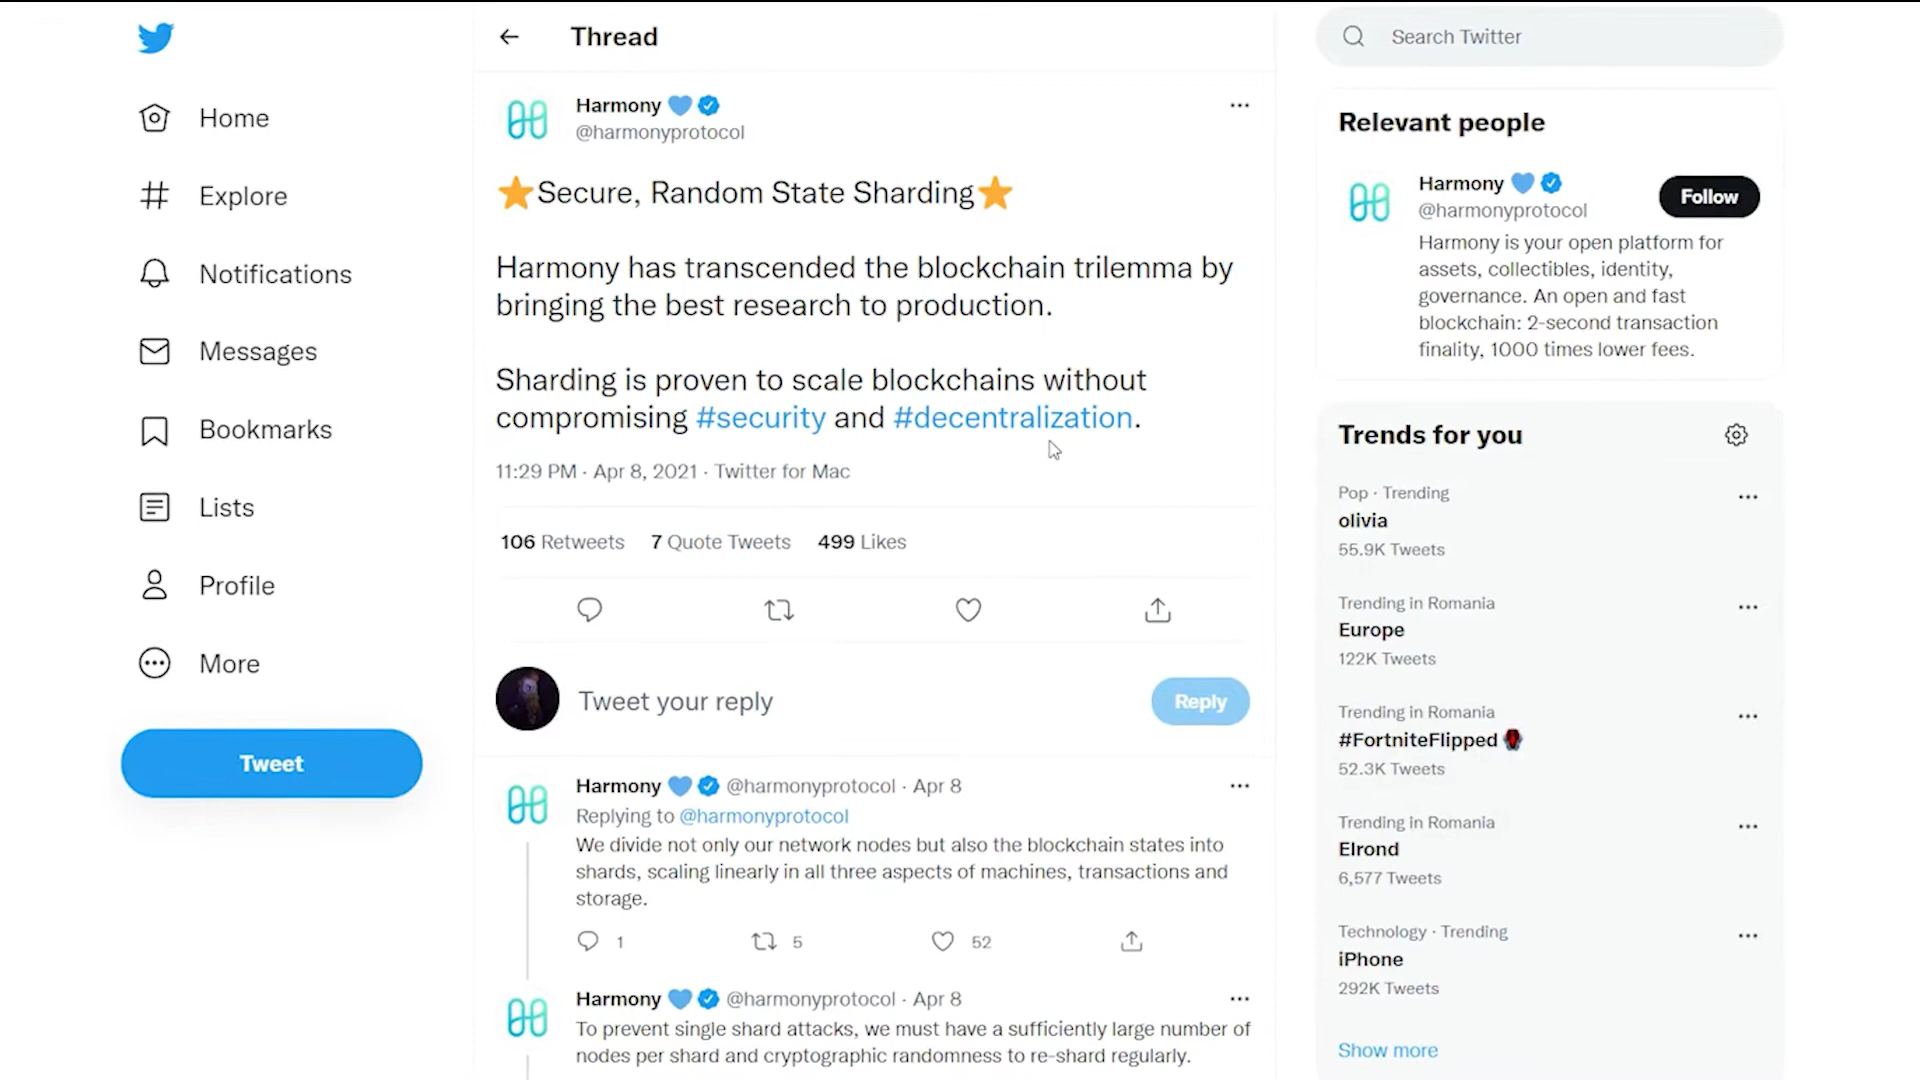 Home
Explore
Notifications
Messages
Bookmarks
Lists
Profile
More
Tweet
Thread
Harmony 💙
@harmonyprotocol
⭐Secure, Random State Sharding⭐
Harmony has transcended the blockchain trilemma by
bringing the best research to production.
Sharding is proven to scale blockchains without
compromising #security and #decentralization.
11:29 PM · Apr 8, 2021 · Twitter for Mac
106 Retweets 7 Quote Tweets 499 Likes
Tweet your reply
Reply
Harmony 💙 @harmonyprotocol · Apr 8
Replying to @harmonyprotocol
We divide not only our network nodes but also the blockchain states into
shards, scaling linearly in all three aspects of machines, transactions and
storage.
1 5 52
Harmony 💙 @harmonyprotocol · Apr 8
To prevent single shard attacks, we must have a sufficiently large number of
nodes per shard and cryptographic randomness to re-shard regularly.
Search Twitter
Relevant people
Harmony 💙
@harmonyprotocol
Follow
Harmony is your open platform for
assets, collectibles, identity,
governance. An open and fast
blockchain: 2-second transaction
finality, 1000 times lower fees.
Trends for you
Pop · Trending
olivia
55.9K Tweets
Trending in Romania
Europe
122K Tweets
Trending in Romania
#FortniteFlipped
52.3K Tweets
Trending in Romania
Elrond
6,577 Tweets
Technology · Trending
iPhone
292K Tweets
Show more